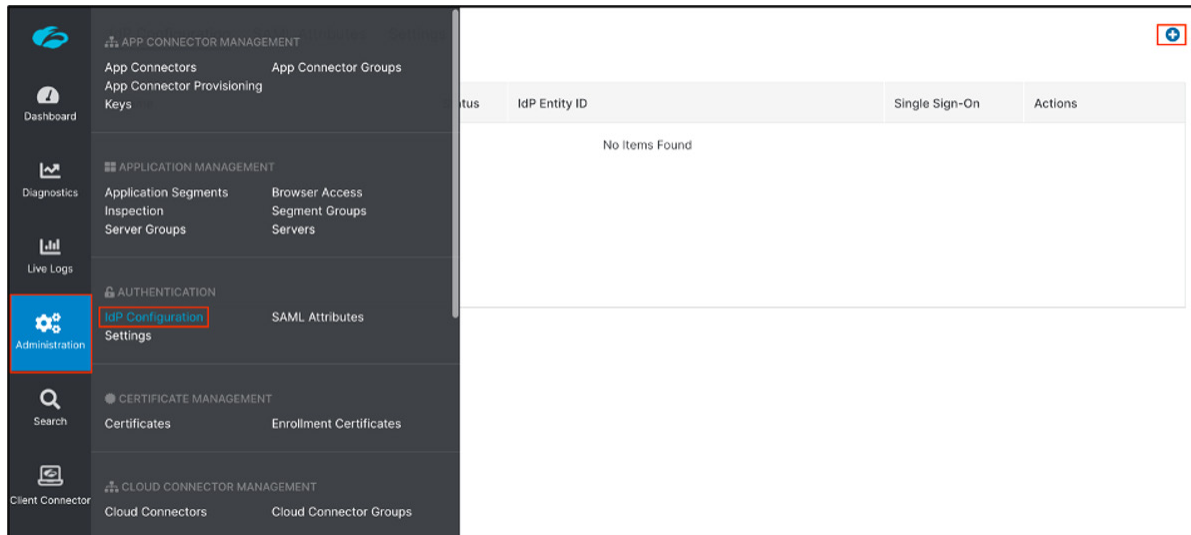 Dashboard
Diagnostics
Live Logs
Administration
Search
Client Connector
APP CONNECTOR MANAGEMENT
App Connectors App Connector Groups
App Connector Provisioning
Keys
APPLICATION MANAGEMENT
Application Segments Browser Access
Inspection Segment Groups
Server Groups Servers
AUTHENTICATION
IdP Configuration SAML Attributes
Settings
CERTIFICATE MANAGEMENT
Certificates Enrollment Certificates
CLOUD CONNECTOR MANAGEMENT
Cloud Connectors Cloud Connector Groups
tus IdP Entity ID Single Sign-On Actions
No Items Found